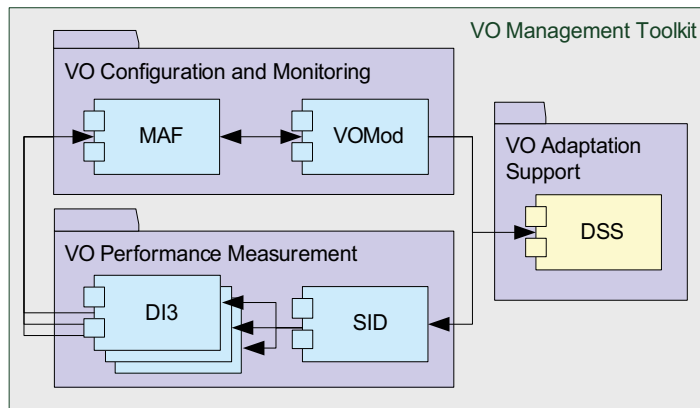 VO Management Toolkit
VO Configuration and Monitoring
MAF
VOMod
VO Adaptation
Support
DSS
VO Performance Measurement
DI3
SID